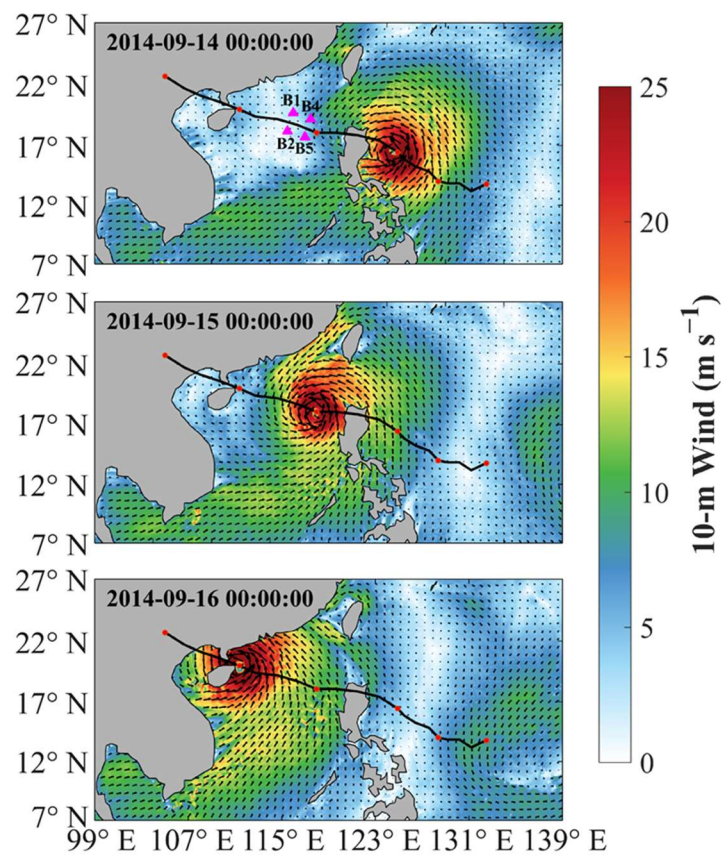 27° N
2014-09-14 00:00:00
22° N
B1
B4
17° N
B2
B5
12° N
7° N
27° N
2014-09-15 00:00:00
22° N
17° N
12° N
7° N
27° N
2014-09-16 00:00:00
22° N
17° N
12° N
7° N
99° E 107° E 115° E 123° E 131° E 139° E
25
20
15
10
5
0
10-m Wind (m s⁻¹)